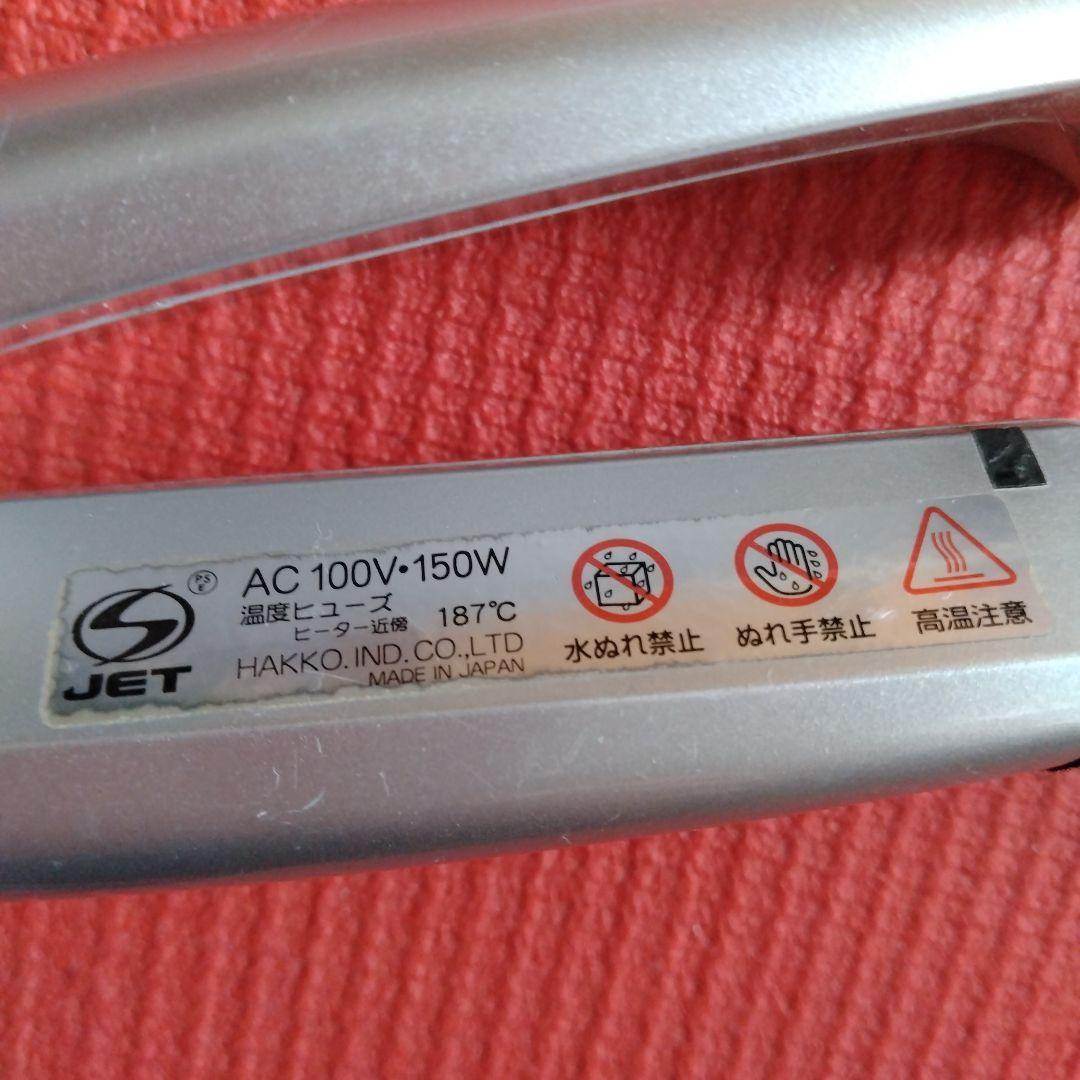 PS
E
JET
AC 100V•150W
温度ヒューズ
ヒーター近傍 187℃
HAKKO.IND.CO.,LTD
MADE IN JAPAN
水ぬれ禁止
ぬれ手禁止
高温注意